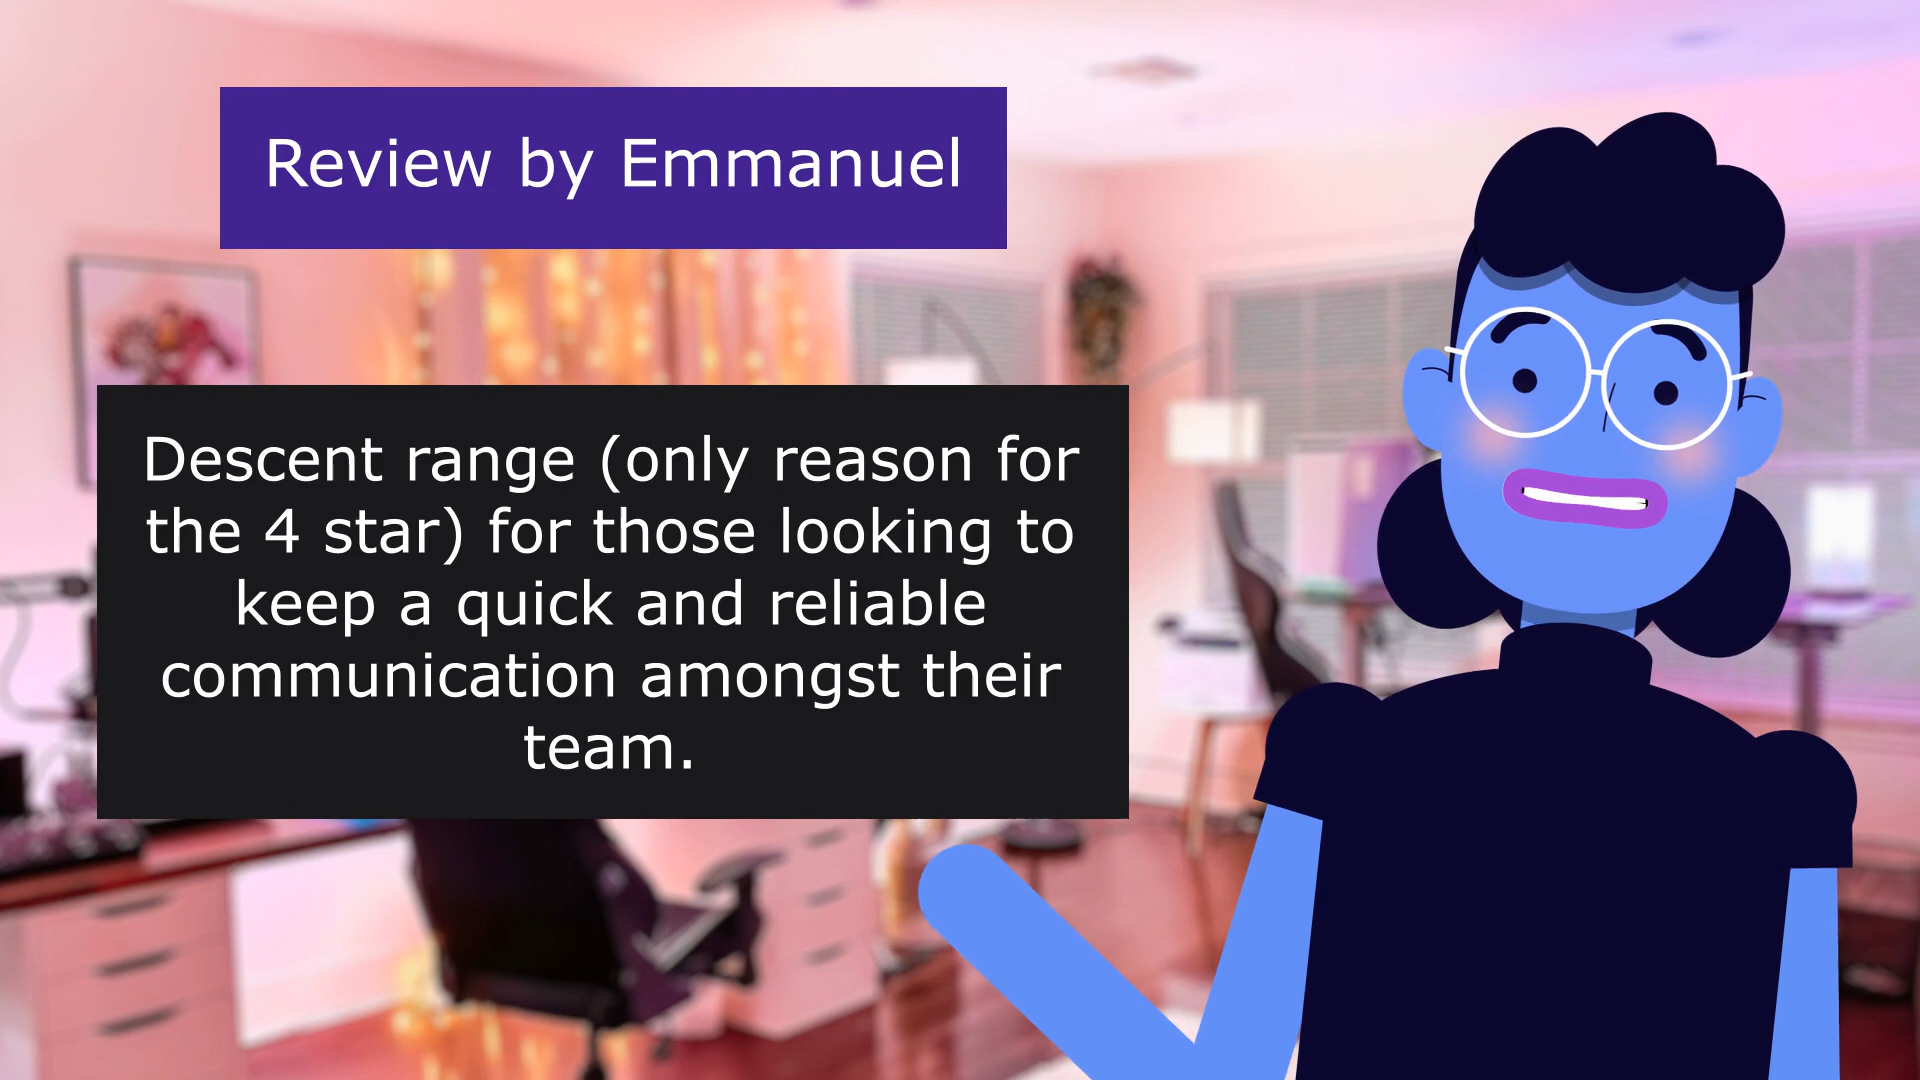 Review by Emmanuel
Descent range (only reason for
the 4 star) for those looking to
keep a quick and reliable
communication amongst their
team.